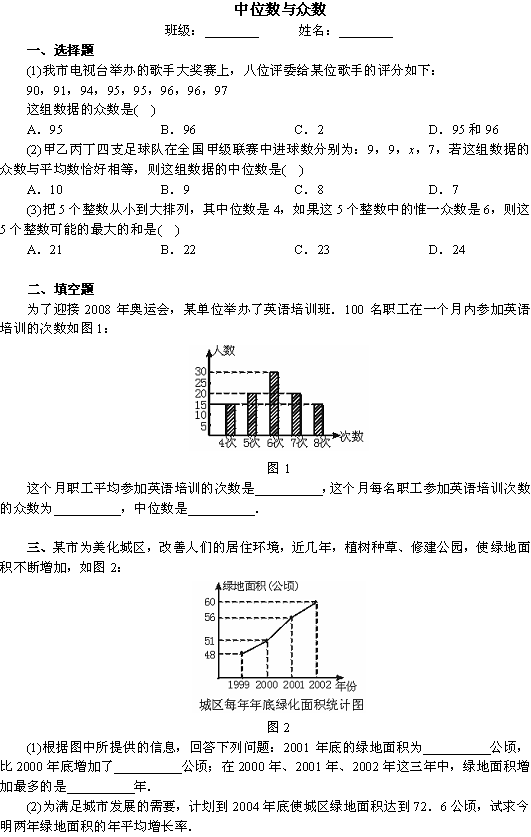 中位数与众数
班级：________ 姓名：________
一、选择题
(1)我市电视台举办的歌手大奖赛上，八位评委给某位歌手的评分如下：
90，91，94，95，95，96，96，97
这组数据的众数是( )
A．95 B．96 C．2 D．95和96
(2)甲乙丙丁四支足球队在全国甲级联赛中进球数分别为：9，9，x，7，若这组数据的
众数与平均数恰好相等，则这组数据的中位数是( )
A．10 B．9 C．8 D．7
(3)把5个整数从小到大排列，其中位数是4，如果这5个整数中的惟一众数是6，则这
5个整数可能的最大的和是( )
A．21 B．22 C．23 D．24
二、填空题
为了迎接2008年奥运会，某单位举办了英语培训班．100名职工在一个月内参加英语
培训的次数如图1：
人数
30
25
20
15
10
5
4次 5次 6次 7次 8次 次数
图1
这个月职工平均参加英语培训的次数是__________，这个月每名职工参加英语培训次数
的众数为__________，中位数是__________．
三、某市为美化城区，改善人们的居住环境，近几年，植树种草、修建公园，使绿地面
积不断增加，如图2：
绿地面积(公顷)
60
56
51
48
1999 2000 2001 2002 年份
城区每年年底绿化面积统计图
图2
(1)根据图中所提供的信息，回答下列问题：2001年底的绿地面积为__________公顷，
比2000年底增加了__________公顷；在2000年、2001年、2002年这三年中，绿地面积增
加最多的是__________年．
(2)为满足城市发展的需要，计划到2004年底使城区绿地面积达到72．6公顷，试求今
明两年绿地面积的年平均增长率．